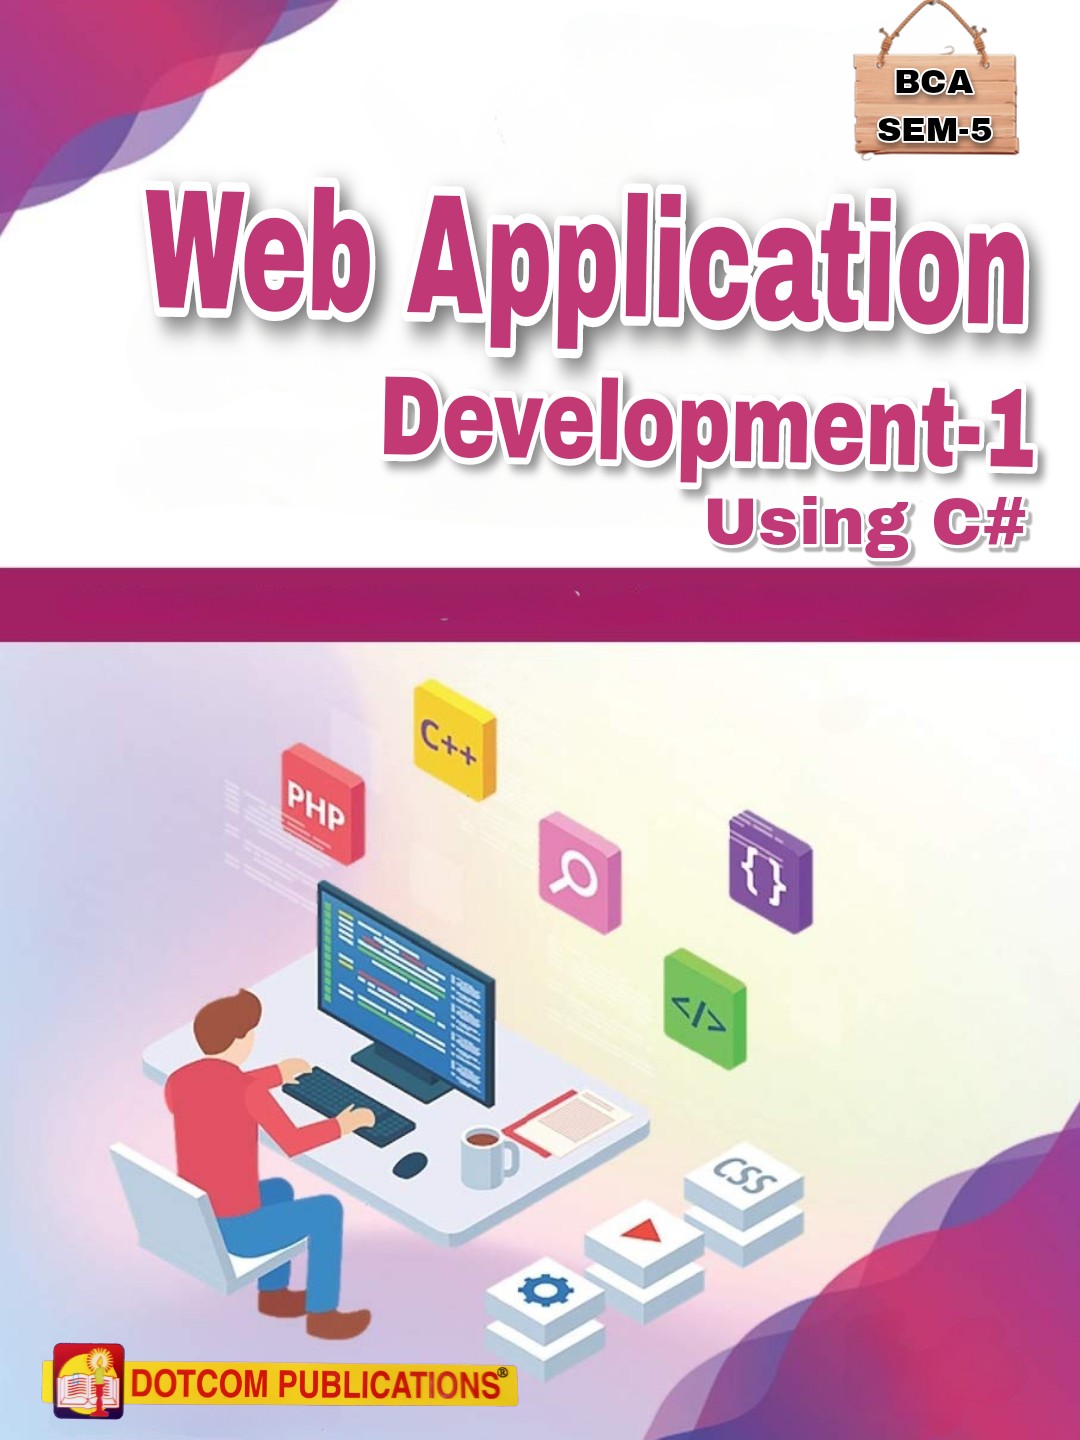 BCA
SEM-5
Web Application
Development-1
Using C#
C++
PHP
{}
</>
CSS
DOTCOM PUBLICATIONS®